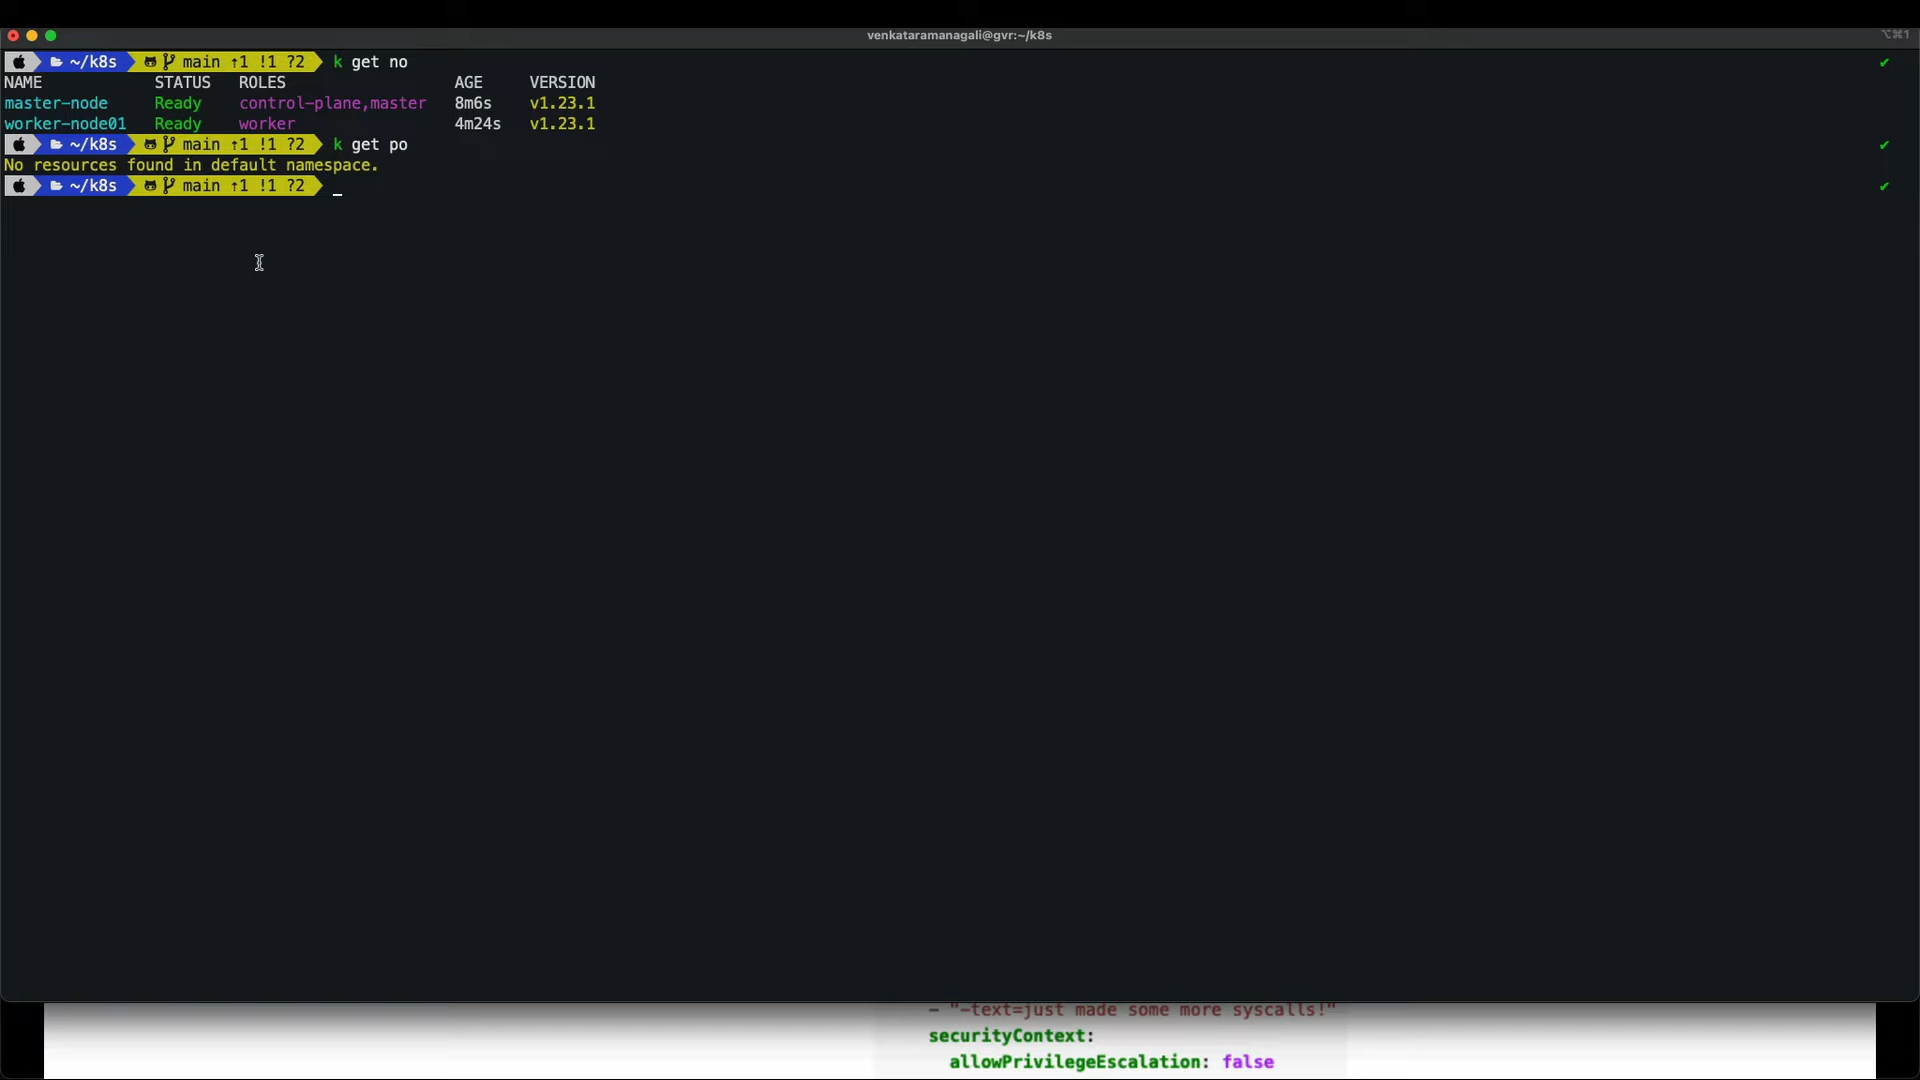 venkataramanagali@gvr:~/k8s
⌥⌘1
~/k8s main ⇡1 !1 ?2 k get no ✔
NAME STATUS ROLES AGE VERSION
master-node Ready control-plane,master 8m6s v1.23.1
worker-node01 Ready worker 4m24s v1.23.1
~/k8s main ⇡1 !1 ?2 k get po ✔
No resources found in default namespace.
~/k8s main ⇡1 !1 ?2 _ ✔
- "-text=just made some more syscalls!"
securityContext:
allowPrivilegeEscalation: false